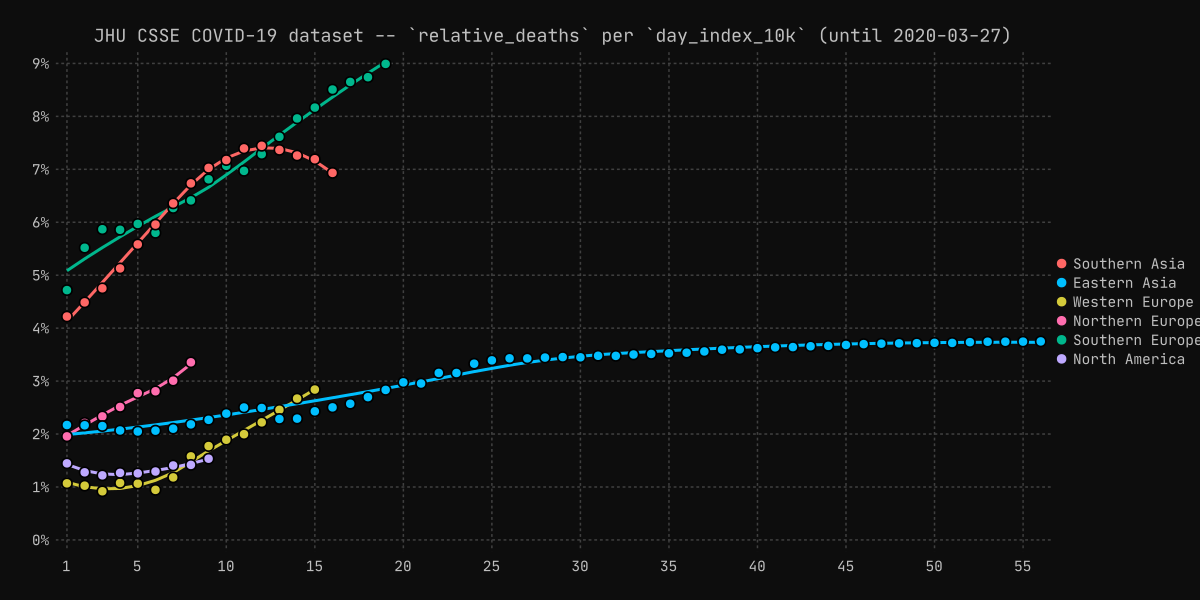 JHU CSSE COVID-19 dataset -- `relative_deaths` per `day_index_10k` (until 2020-03-27)
9%
8%
7%
6%
5%
4%
3%
2%
1%
0%
1 5 10 15 20 25 30 35 40 45 50 55
Southern Asia
Eastern Asia
Western Europe
Northern Europe
Southern Europe
North America